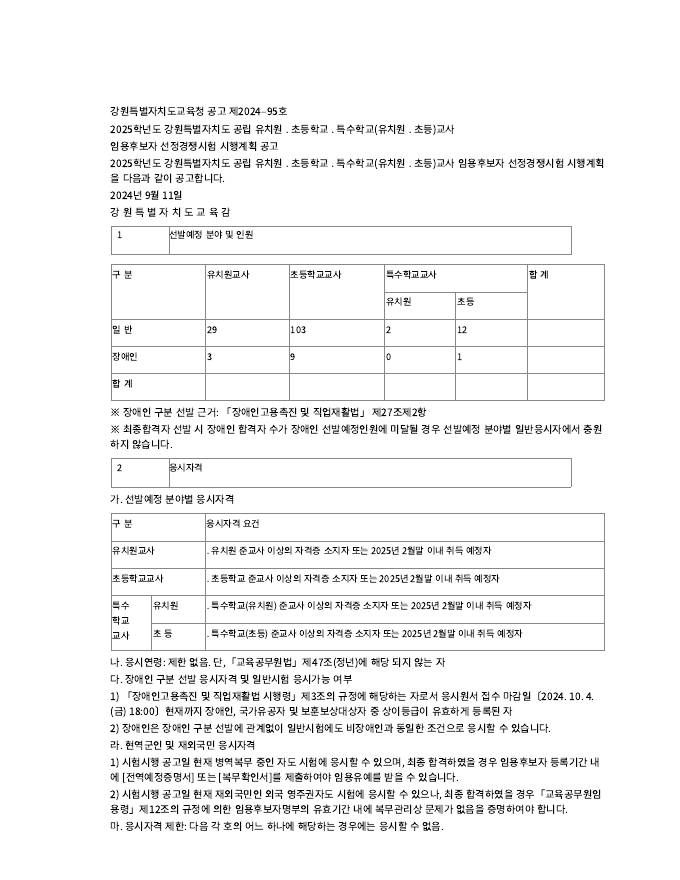 강원특별자치도교육청 공고 제2024-95호
2025학년도 강원특별자치도 공립 유치원 . 초등학교 . 특수학교(유치원 . 초등)교사
임용후보자 선정경쟁시험 시행계획 공고
2025학년도 강원특별자치도 공립 유치원 . 초등학교 . 특수학교(유치원 . 초등)교사 임용후보자 선정경쟁시험 시행계획
을 다음과 같이 공고합니다.
2024년 9월 11일
강 원 특 별 자 치 도 교 육 감
1 선발예정 분야 및 인원
구 분 유치원교사 초등학교교사 특수학교교사 합 계
유치원 초등
일 반 29 103 2 12
장애인 3 9 0 1
합 계
※ 장애인 구분 선발 근거: 「장애인고용촉진 및 직업재활법」 제27조제2항
※ 최종합격자 선발 시 장애인 합격자 수가 장애인 선발예정인원에 미달될 경우 선발예정 분야별 일반응시자에서 충원
하지 않습니다.
2 응시자격
가. 선발예정 분야별 응시자격
구 분 응시자격 요건
유치원교사 . 유치원 준교사 이상의 자격증 소지자 또는 2025년 2월말 이내 취득 예정자
초등학교교사 . 초등학교 준교사 이상의 자격증 소지자 또는 2025년 2월말 이내 취득 예정자
특수
학교
교사
유치원 . 특수학교(유치원) 준교사 이상의 자격증 소지자 또는 2025년 2월말 이내 취득 예정자
초 등 . 특수학교(초등) 준교사 이상의 자격증 소지자 또는 2025년 2월말 이내 취득 예정자
나. 응시연령: 제한 없음. 단,「교육공무원법」제47조(정년)에 해당 되지 않는 자
다. 장애인 구분 선발 응시자격 및 일반시험 응시가능 여부
1) 「장애인고용촉진 및 직업재활법 시행령」제3조의 규정에 해당하는 자로서 응시원서 접수 마감일〔2024. 10. 4.
(금) 18:00〕현재까지 장애인, 국가유공자 및 보훈보상대상자 중 상이등급이 유효하게 등록된 자
2) 장애인은 장애인 구분 선발에 관계없이 일반시험에도 비장애인과 동일한 조건으로 응시할 수 있습니다.
라. 현역군인 및 재외국민 응시자격
1) 시험시행 공고일 현재 병역복무 중인 자도 시험에 응시할 수 있으며, 최종 합격하였을 경우 임용후보자 등록기간 내
에 [전역예정증명서] 또는 [복무확인서]를 제출하여야 임용유예를 받을 수 있습니다.
2) 시험시행 공고일 현재 재외국민인 외국 영주권자도 시험에 응시할 수 있으나, 최종 합격하였을 경우「교육공무원임
용령」제12조의 규정에 의한 임용후보자명부의 유효기간 내에 복무관리상 문제가 없음을 증명하여야 합니다.
마. 응시자격 제한: 다음 각 호의 어느 하나에 해당하는 경우에는 응시할 수 없음.